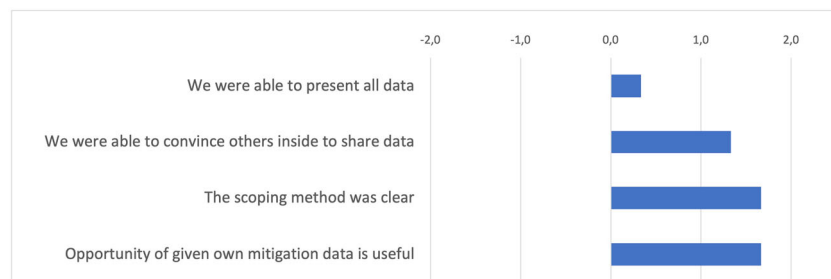 -2,0 -1,0 0,0 1,0 2,0
We were able to present all data
We were able to convince others inside to share data
The scoping method was clear
Opportunity of given own mitigation data is useful